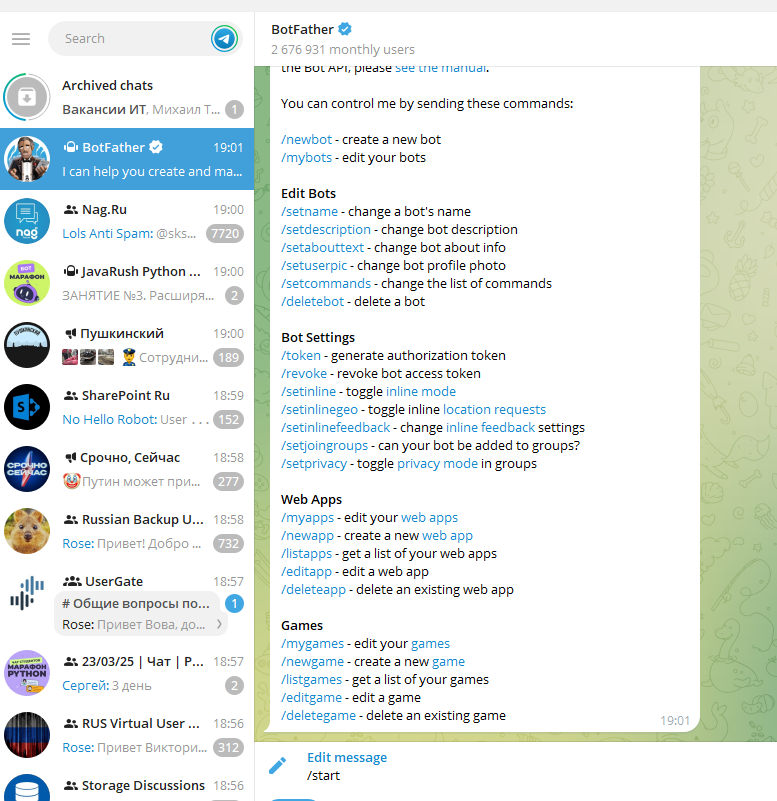 Search
Archived chats
Вакансии ИТ, Михаил Т...
1
BotFather
19:01
I can help you create and ma...
Nag.Ru
19:00
Lols Anti Spam: @sks...
7720
nag
JavaRush Python ...
19:00
ЗАНЯТИЕ №3. Расширя...
2
БОТ
МАРАФОН
Пушкинский
19:00
Сотрудни...
189
ПУШКИНСКИЙ
SharePoint Ru
18:59
No Hello Robot: User ...
152
S
Срочно, Сейчас
18:58
Путин может при...
277
СРОЧНО
СЕЙЧАС
Russian Backup U...
18:58
Rose: Привет! Добро ...
732
UserGate
18:57
# Общие вопросы по...
1
Rose: Привет Вова, до...
23/03/25 | Чат | Р...
18:57
Сергей: 3 день
2
ЧАТ СТУДЕНТОВ
МАРАФОН
PYTHON
RUS Virtual User ...
18:56
Rose: Привет Виктори...
312
Storage Discussions
18:56
BotFather
2 676 931 monthly users
the Bot API, please see the manual.
You can control me by sending these commands:
/newbot - create a new bot
/mybots - edit your bots
Edit Bots
/setname - change a bot's name
/setdescription - change bot description
/setabouttext - change bot about info
/setuserpic - change bot profile photo
/setcommands - change the list of commands
/deletebot - delete a bot
Bot Settings
/token - generate authorization token
/revoke - revoke bot access token
/setinline - toggle inline mode
/setinlinegeo - toggle inline location requests
/setinlinefeedback - change inline feedback settings
/setjoingroups - can your bot be added to groups?
/setprivacy - toggle privacy mode in groups
Web Apps
/myapps - edit your web apps
/newapp - create a new web app
/listapps - get a list of your web apps
/editapp - edit a web app
/deleteapp - delete an existing web app
Games
/mygames - edit your games
/newgame - create a new game
/listgames - get a list of your games
/editgame - edit a game
/deletegame - delete an existing game
19:01
Edit message
/start